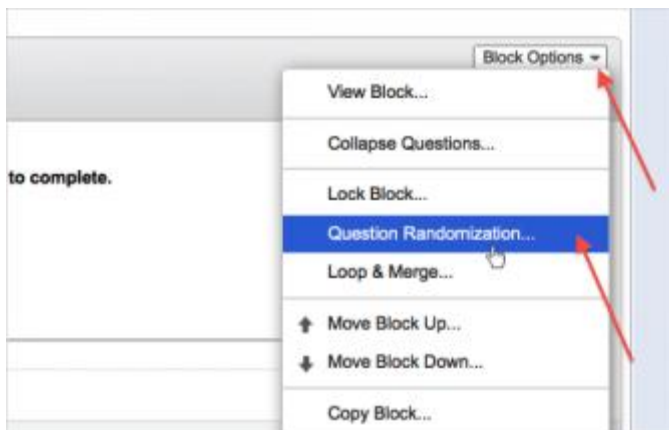 Block Options
View Block...
Collapse Questions...
to complete.
Lock Block...
Question Randomization...
Loop & Merge...
Move Block Up...
Move Block Down...
Copy Block...